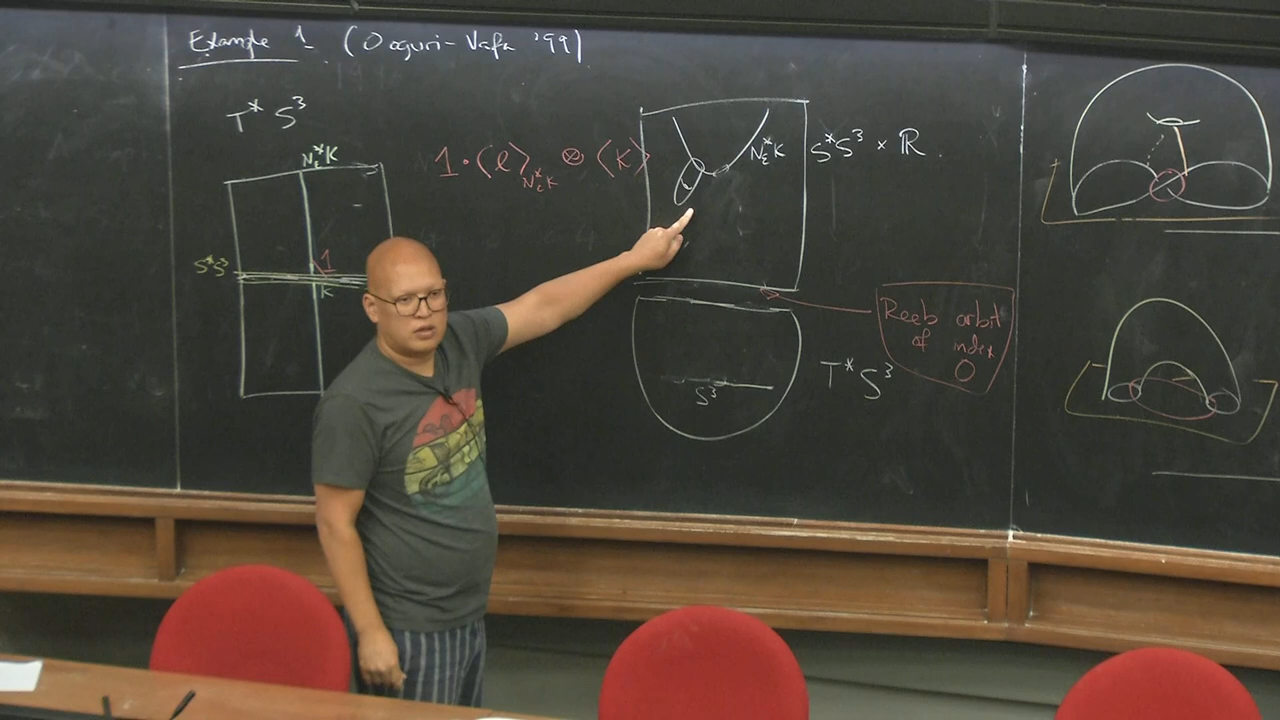 Example 1 (Ooguri-Vafa '99)
T*S³
N*_εK
S*S³
1
K
1·⟨ℓ⟩_{N*_εK} ⊗ ⟨K⟩
N*_εK
S*S³ × ℝ.
S³
T*S³
Reeb orbit
of index
0